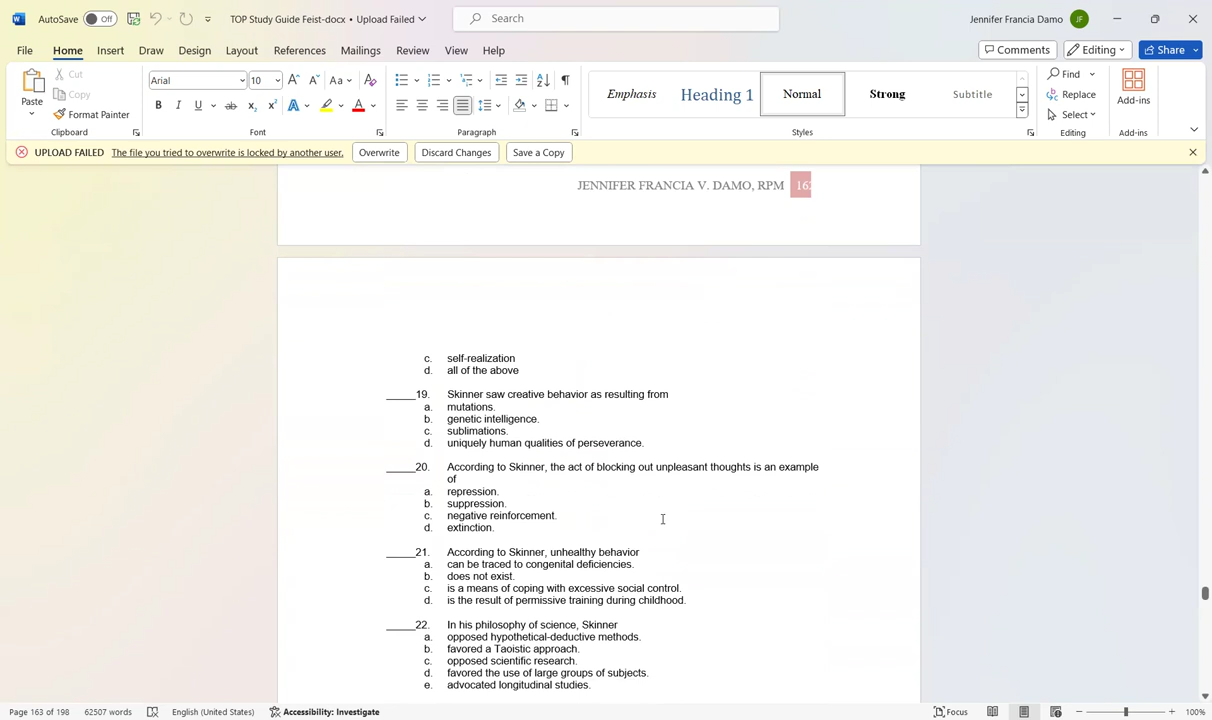 AutoSave Off TOP Study Guide Feist-docx • Upload Failed Search Jennifer Francia Damo JF
File Home Insert Draw Design Layout References Mailings Review View Help Comments Editing Share
Paste Cut Copy Format Painter Clipboard
Arial 10 Aa B I U ab x₂ x² A A Font
Paragraph
Emphasis Heading 1 Normal Strong Subtitle Styles
Find Replace Select Editing
Add-ins Add-ins
UPLOAD FAILED The file you tried to overwrite is locked by another user. Overwrite Discard Changes Save a Copy
JENNIFER FRANCIA V. DAMO, RPM 162
c. self-realization
d. all of the above
_____19. Skinner saw creative behavior as resulting from
a. mutations.
b. genetic intelligence.
c. sublimations.
d. uniquely human qualities of perseverance.
_____20. According to Skinner, the act of blocking out unpleasant thoughts is an example
of
a. repression.
b. suppression.
c. negative reinforcement.
d. extinction.
_____21. According to Skinner, unhealthy behavior
a. can be traced to congenital deficiencies.
b. does not exist.
c. is a means of coping with excessive social control.
d. is the result of permissive training during childhood.
_____22. In his philosophy of science, Skinner
a. opposed hypothetical-deductive methods.
b. favored a Taoistic approach.
c. opposed scientific research.
d. favored the use of large groups of subjects.
e. advocated longitudinal studies.
Page 163 of 198 62507 words English (United States) Accessibility: Investigate Focus 100%